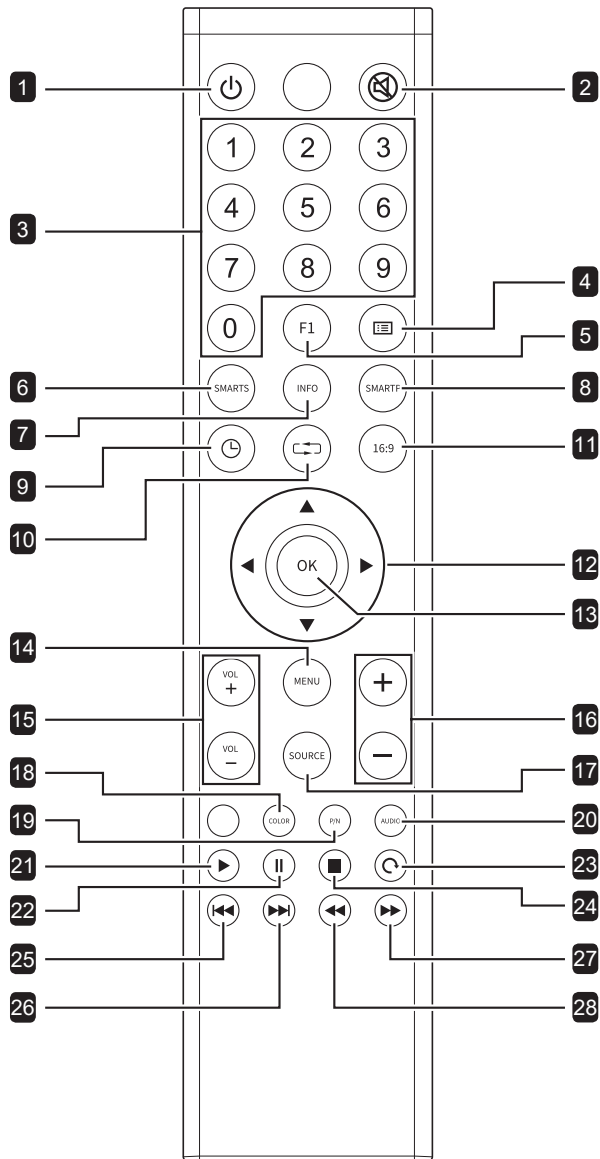 1
2
1 2 3
3
4 5 6
7 8 9
4
0 F1
5
6 SMARTS INFO SMARTF 8
7
9 16:9 11
10
12
OK
13
14
VOL
+ MENU +
15 16
VOL
− SOURCE −
18 17
COLOR P/N AUDIO
19 20
21 23
22 24
25 27
26 28